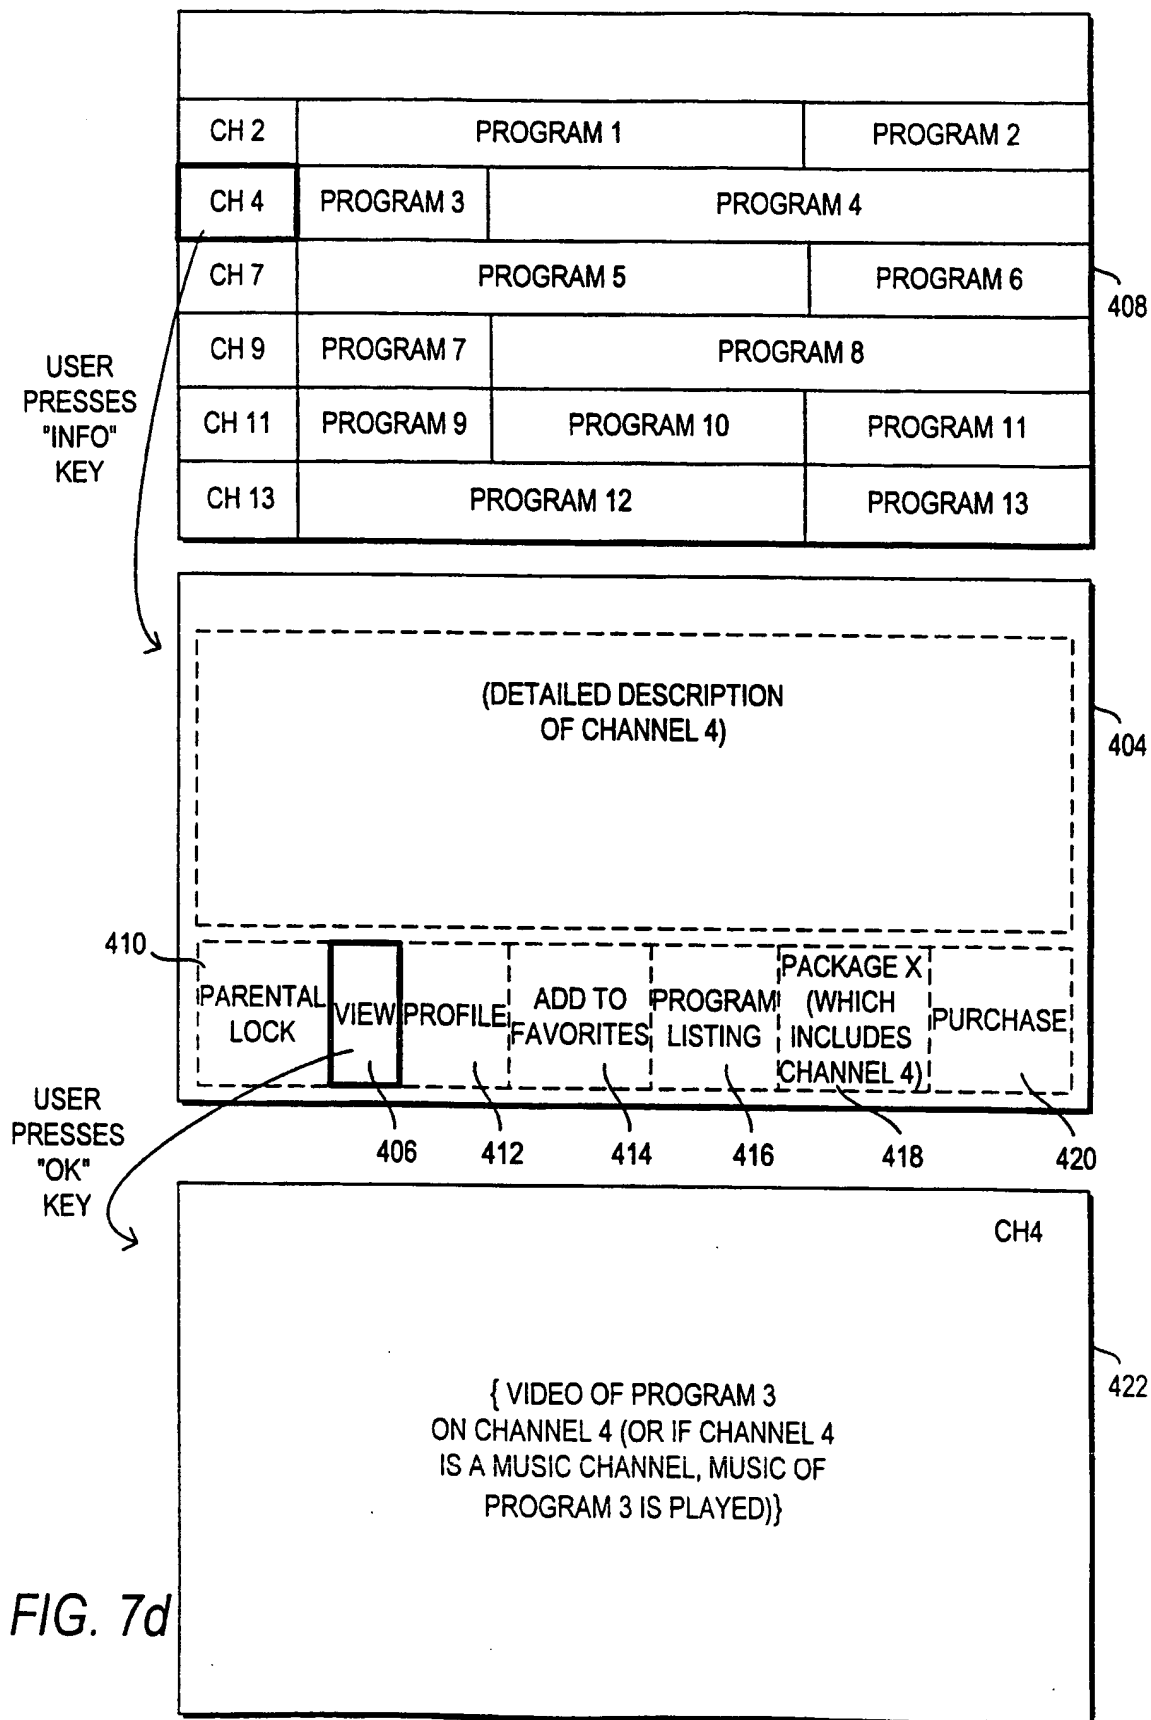 CH 2 PROGRAM 1 PROGRAM 2
CH 4 PROGRAM 3 PROGRAM 4
CH 7 PROGRAM 5 PROGRAM 6
408
CH 9 PROGRAM 7 PROGRAM 8
CH 11 PROGRAM 9 PROGRAM 10 PROGRAM 11
CH 13 PROGRAM 12 PROGRAM 13
USER
PRESSES
"INFO"
KEY
(DETAILED DESCRIPTION
OF CHANNEL 4)
404
410
PARENTAL
LOCK
VIEW
PROFILE
ADD TO
FAVORITES
PROGRAM
LISTING
PACKAGE X
(WHICH
INCLUDES
CHANNEL 4)
PURCHASE
406 412 414 416 418 420
USER
PRESSES
"OK"
KEY
CH4
422
{ VIDEO OF PROGRAM 3
ON CHANNEL 4 (OR IF CHANNEL 4
IS A MUSIC CHANNEL, MUSIC OF
PROGRAM 3 IS PLAYED)}
FIG. 7d